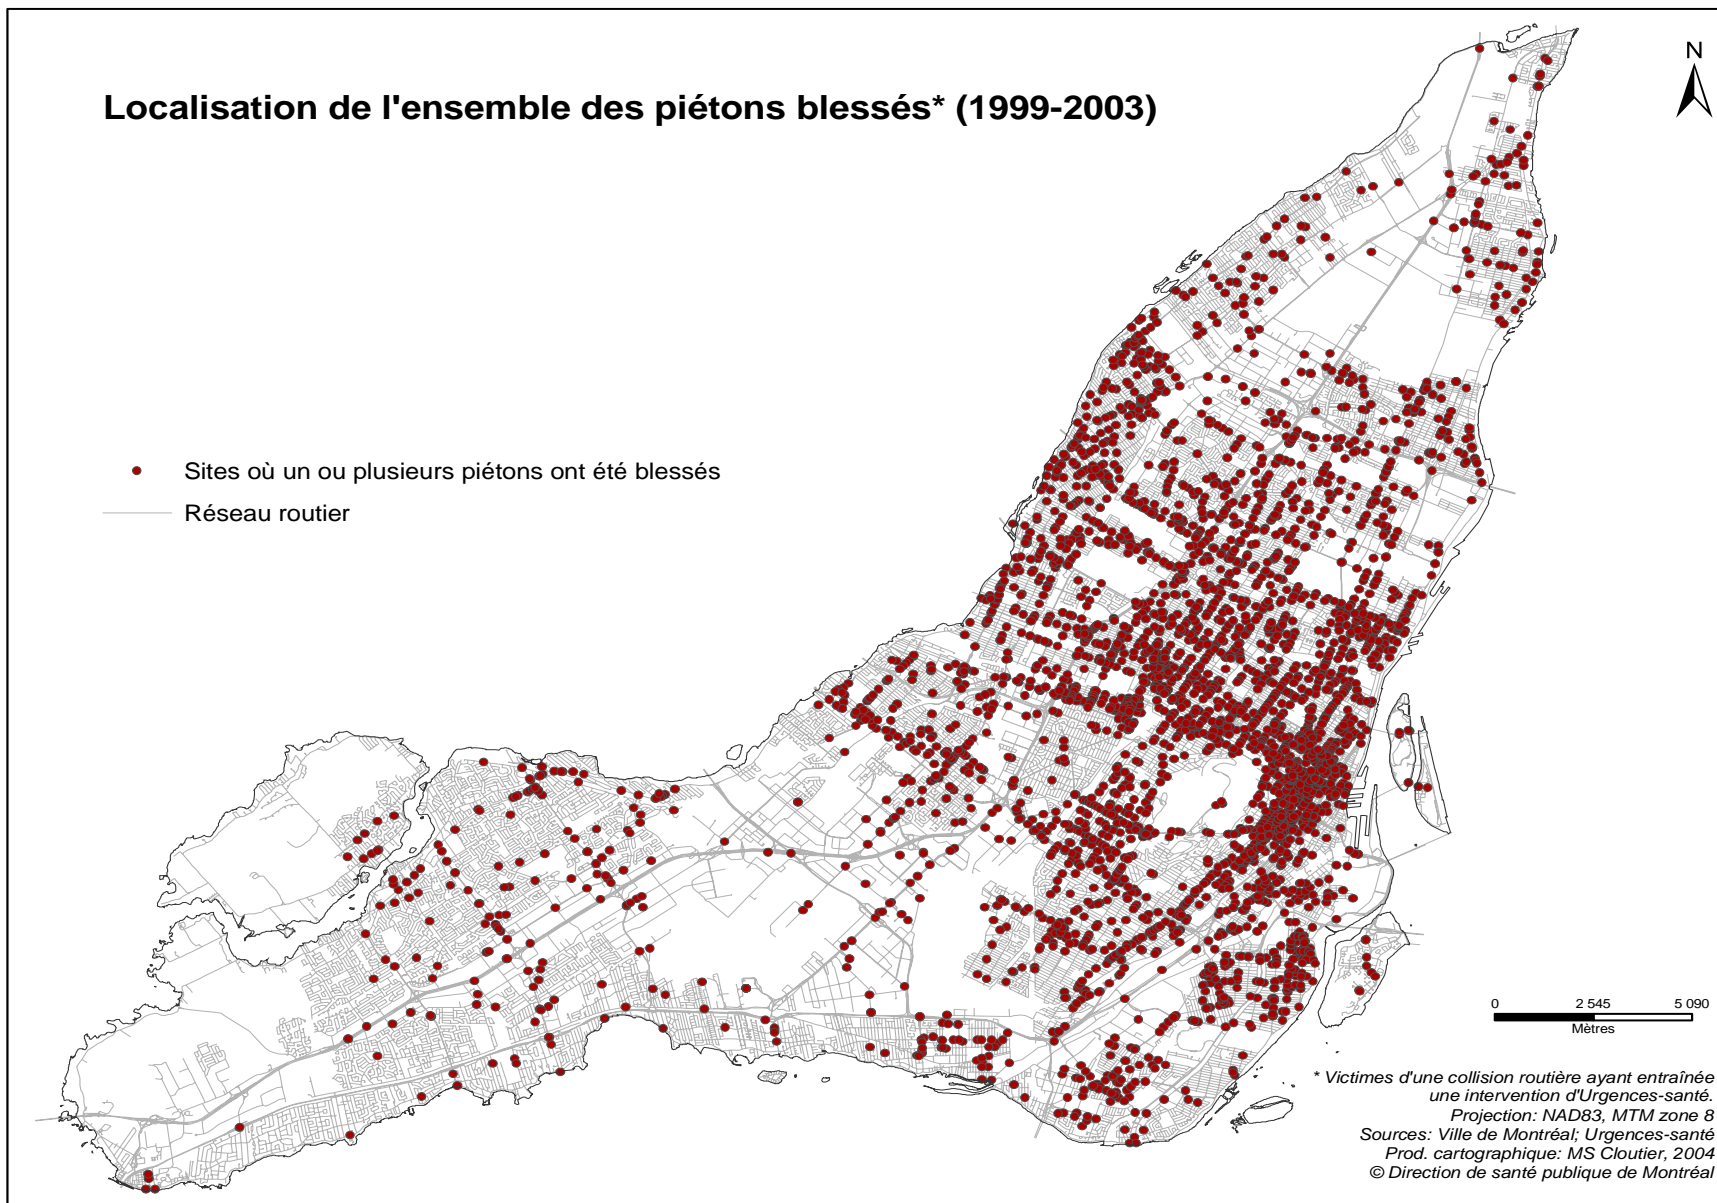 N
Localisation de l'ensemble des piétons blessés* (1999-2003)
Sites où un ou plusieurs piétons ont été blessés
Réseau routier
0 2 545 5 090
Mètres
* Victimes d'une collision routière ayant entraînée
une intervention d'Urgences-santé.
Projection: NAD83, MTM zone 8
Sources: Ville de Montréal; Urgences-santé
Prod. cartographique: MS Cloutier, 2004
© Direction de santé publique de Montréal